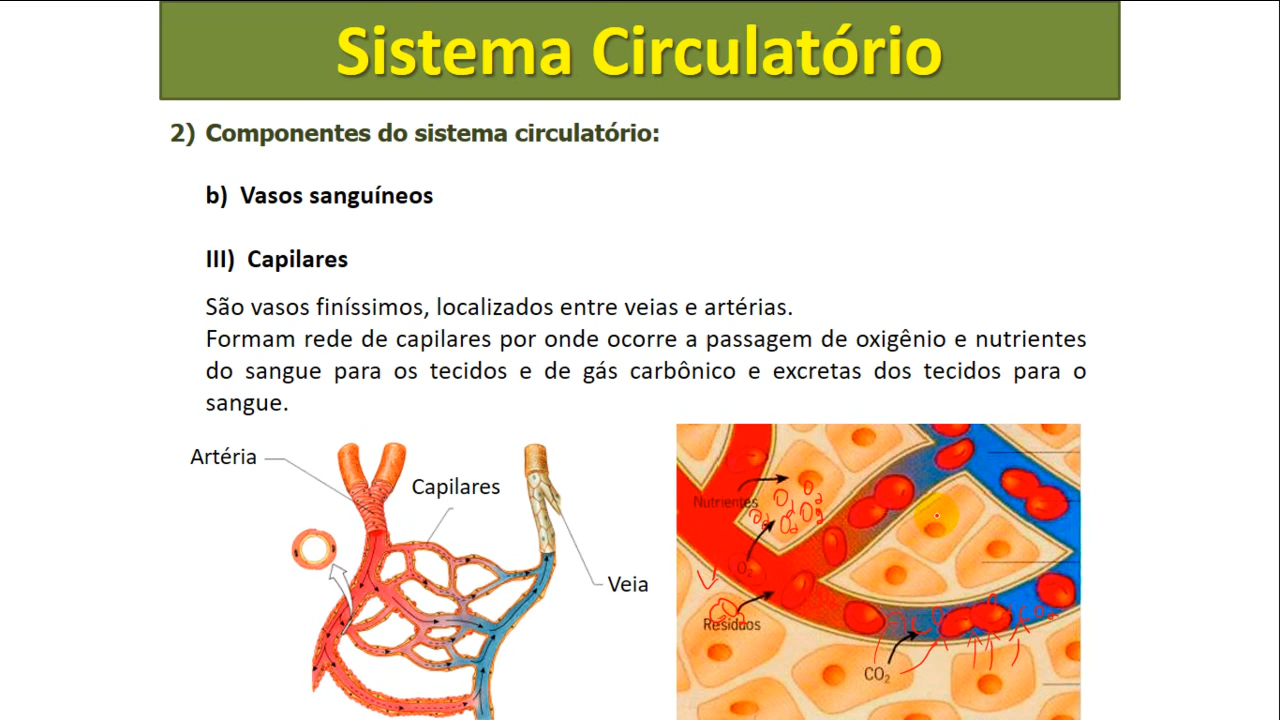 Sistema Circulatório
2) Componentes do sistema circulatório:
b) Vasos sanguíneos
III) Capilares
São vasos finíssimos, localizados entre veias e artérias.
Formam rede de capilares por onde ocorre a passagem de oxigênio e nutrientes
do sangue para os tecidos e de gás carbônico e excretas dos tecidos para o
sangue.
Artéria
Capilares
Veia
Nutrientes
O2
Resíduos
CO2